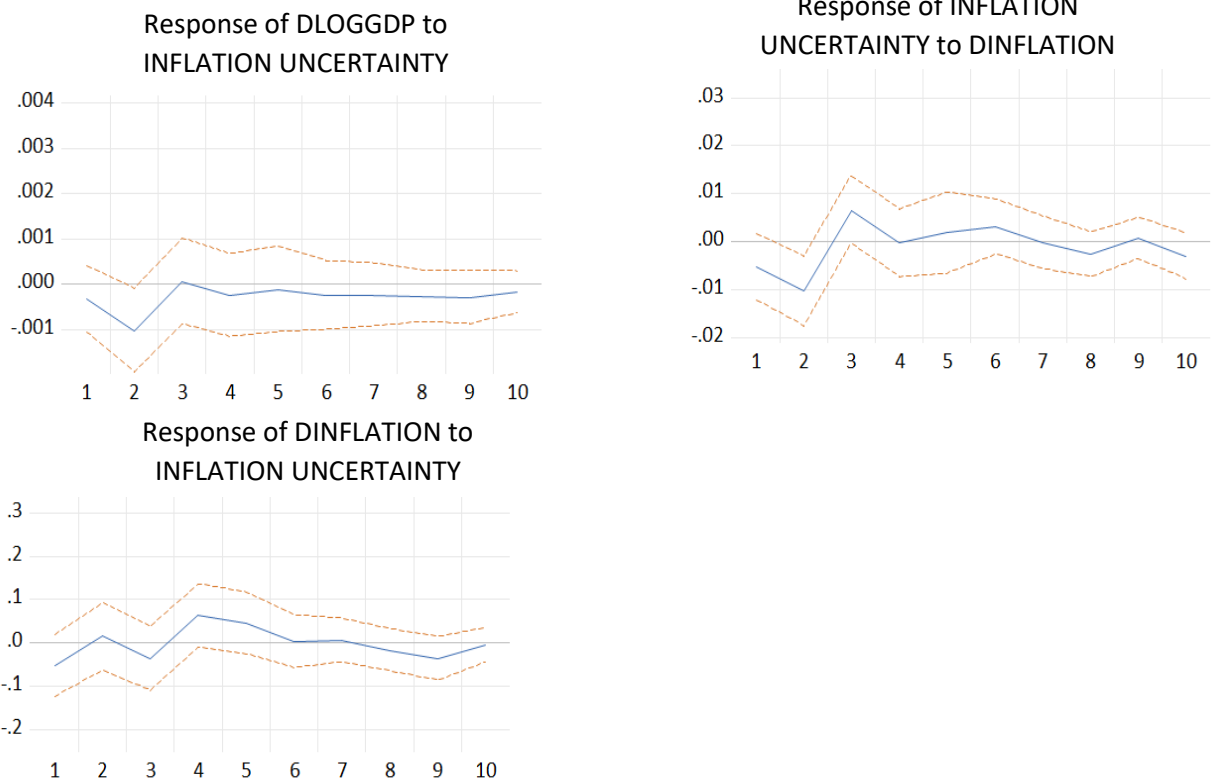 Response of DLOGGDP to
INFLATION UNCERTAINTY
.004
.003
.002
.001
.000
-.001
1 2 3 4 5 6 7 8 9 10
Response of INFLATION
UNCERTAINTY to DINFLATION
.03
.02
.01
.00
-.01
-.02
1 2 3 4 5 6 7 8 9 10
Response of DINFLATION to
INFLATION UNCERTAINTY
.3
.2
.1
.0
-.1
-.2
1 2 3 4 5 6 7 8 9 10